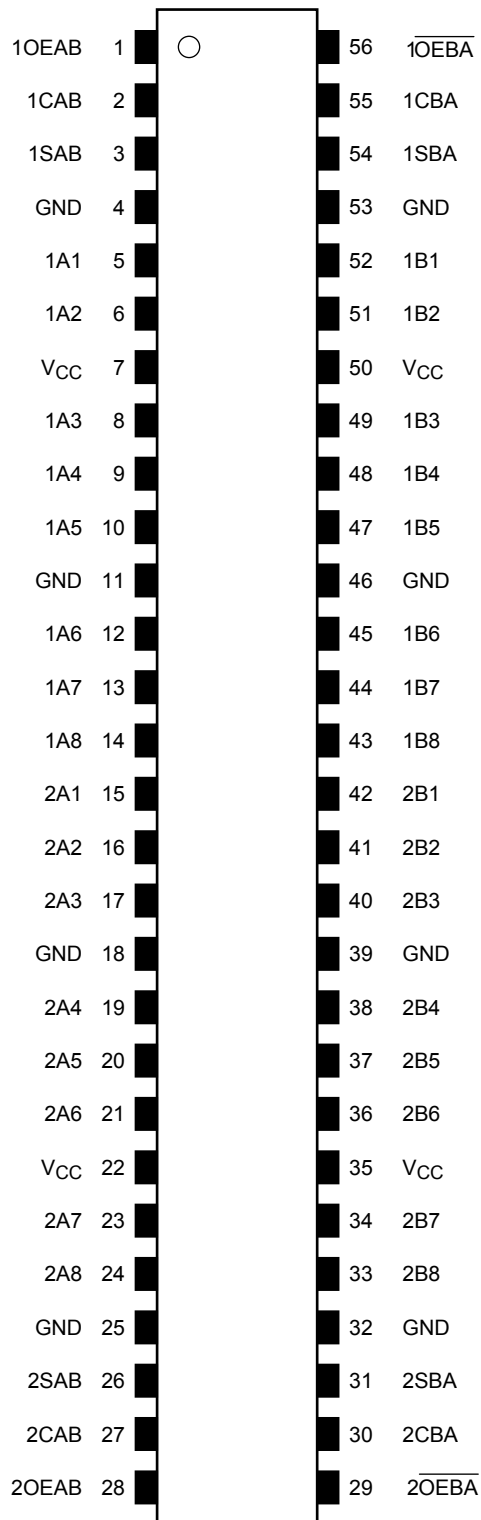 1OEAB 1 56 1O̅E̅B̅A̅
1CAB 2 55 1CBA
1SAB 3 54 1SBA
GND 4 53 GND
1A1 5 52 1B1
1A2 6 51 1B2
VCC 7 50 VCC
1A3 8 49 1B3
1A4 9 48 1B4
1A5 10 47 1B5
GND 11 46 GND
1A6 12 45 1B6
1A7 13 44 1B7
1A8 14 43 1B8
2A1 15 42 2B1
2A2 16 41 2B2
2A3 17 40 2B3
GND 18 39 GND
2A4 19 38 2B4
2A5 20 37 2B5
2A6 21 36 2B6
VCC 22 35 VCC
2A7 23 34 2B7
2A8 24 33 2B8
GND 25 32 GND
2SAB 26 31 2SBA
2CAB 27 30 2CBA
2OEAB 28 29 2O̅E̅B̅A̅